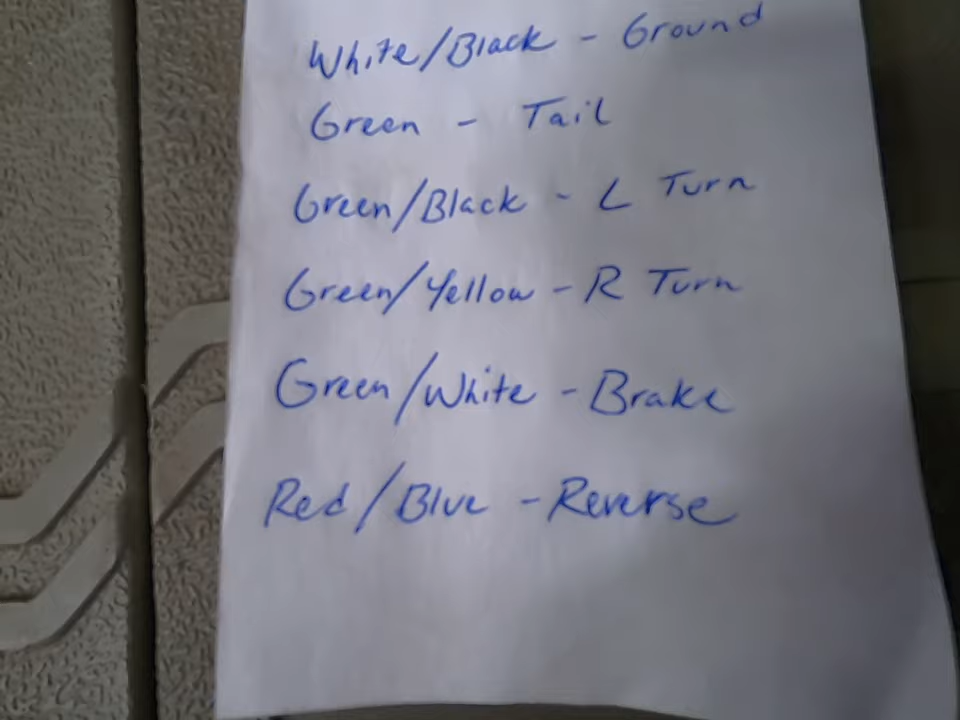 White/Black - Ground
Green - Tail
Green/Black - L Turn
Green/Yellow - R Turn
Green/White - Brake
Red/Blue - Reverse